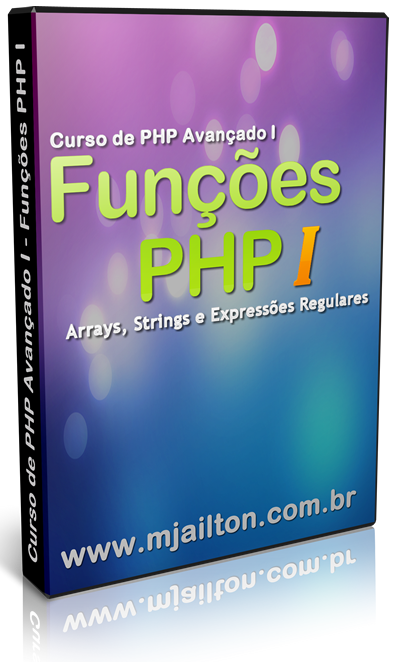 Curso de PHP Avançado I
Funções
PHP I
Arrays, Strings e Expressões Regulares
www.mjailton.com.br
Curso de PHP Avançado I - Funções PHP I